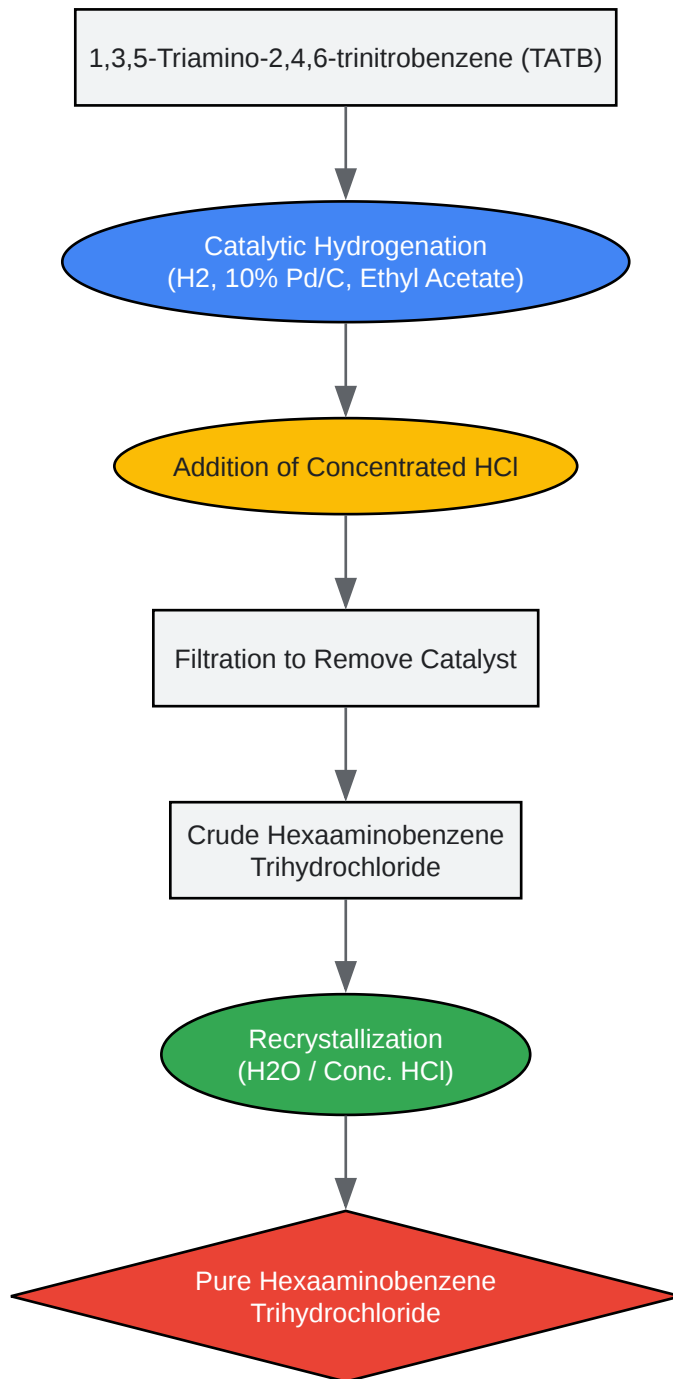 1,3,5-Triamino-2,4,6-trinitrobenzene (TATB)
Catalytic Hydrogenation
(H2, 10% Pd/C, Ethyl Acetate)
Addition of Concentrated HCl
Filtration to Remove Catalyst
Crude Hexaaminobenzene
Trihydrochloride
Recrystallization
(H2O / Conc. HCl)
Pure Hexaaminobenzene
Trihydrochloride